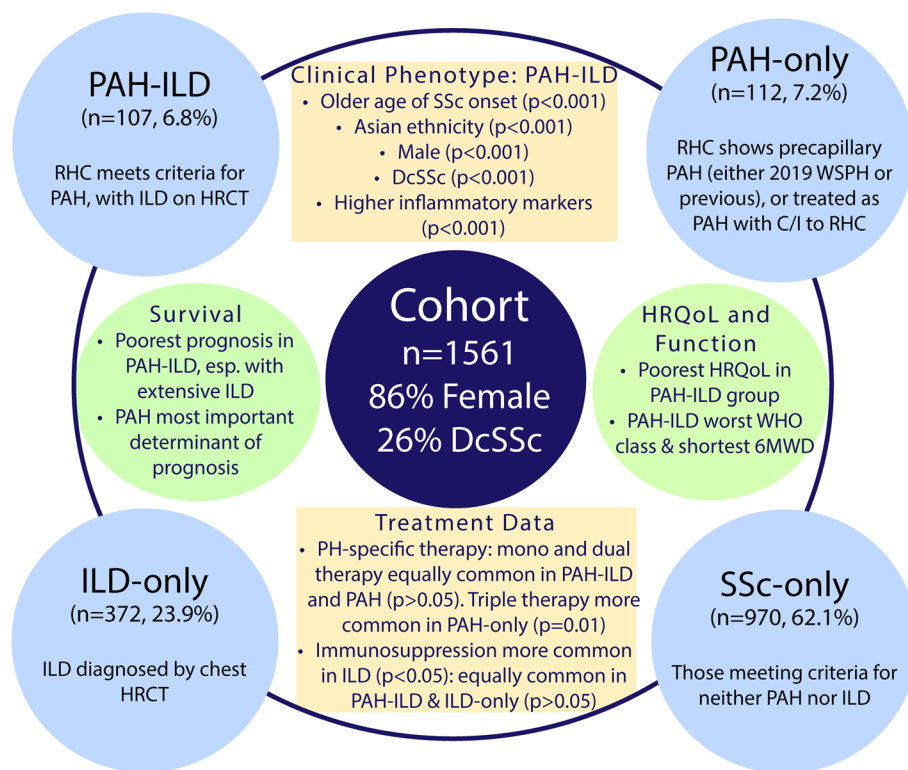 PAH-ILD
(n=107, 6.8%)
RHC meets criteria for
PAH, with ILD on HRCT
Clinical Phenotype: PAH-ILD
• Older age of SSc onset (p<0.001)
• Asian ethnicity (p<0.001)
• Male (p<0.001)
• DcSSc (p<0.001)
• Higher inflammatory markers
(p<0.001)
PAH-only
(n=112, 7.2%)
RHC shows precapillary
PAH (either 2019 WSPH or
previous), or treated as
PAH with C/I to RHC
Survival
• Poorest prognosis in
PAH-ILD, esp. with
extensive ILD
• PAH most important
determinant of
prognosis
Cohort
n=1561
86% Female
26% DcSSc
HRQoL and
Function
• Poorest HRQoL in
PAH-ILD group
• PAH-ILD worst WHO
class & shortest 6MWD
ILD-only
(n=372, 23.9%)
ILD diagnosed by chest
HRCT
Treatment Data
• PH-specific therapy: mono and dual
therapy equally common in PAH-ILD
and PAH (p>0.05). Triple therapy more
common in PAH-only (p=0.01)
• Immunosuppression more common
in ILD (p<0.05): equally common in
PAH-ILD & ILD-only (p>0.05)
SSc-only
(n=970, 62.1%)
Those meeting criteria for
neither PAH nor ILD